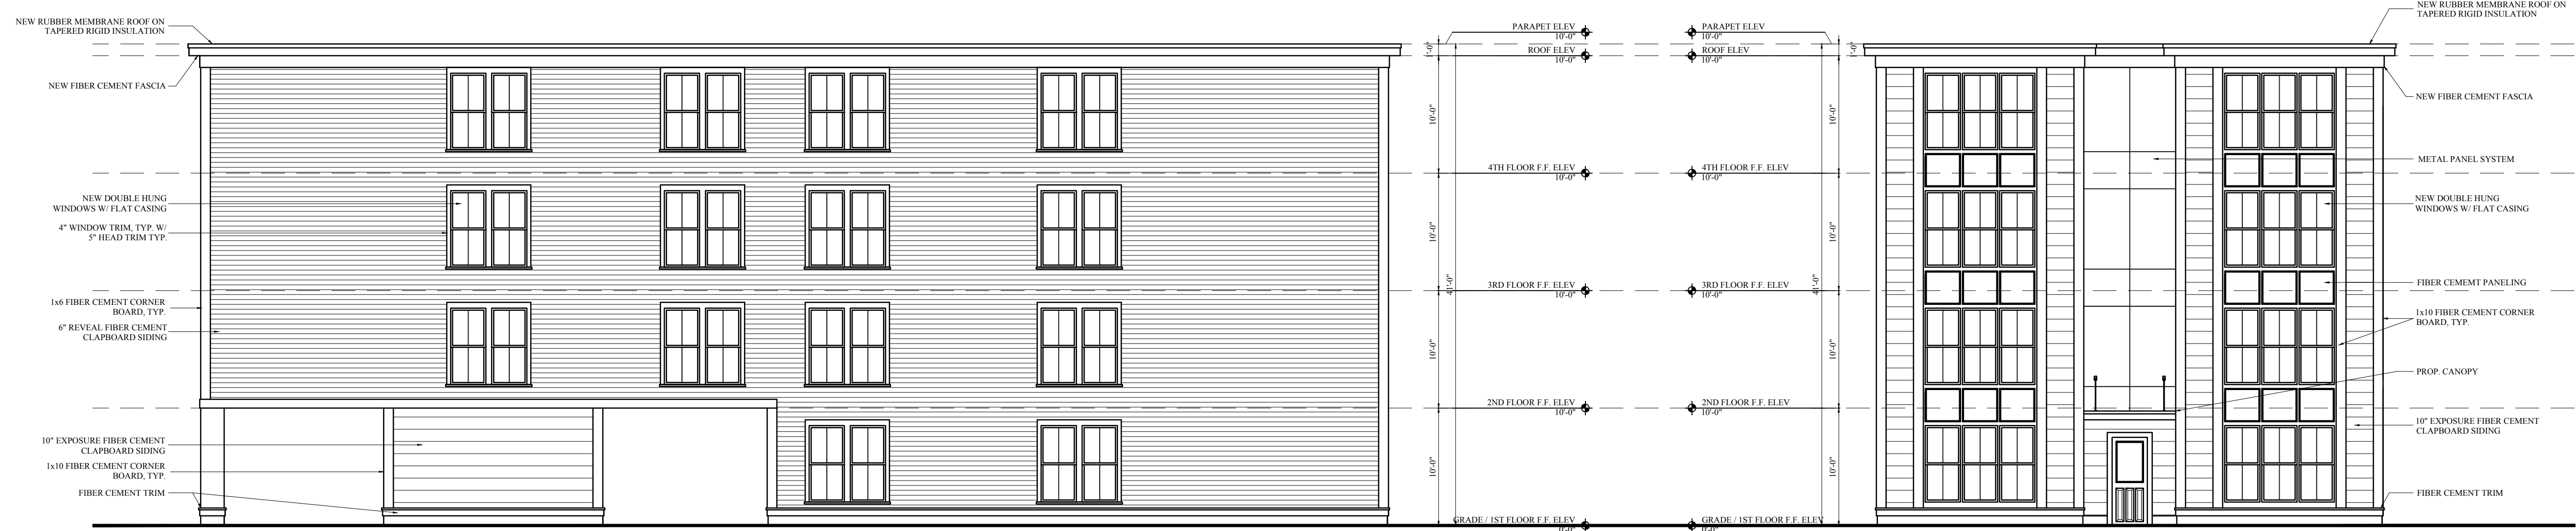 NEW RUBBER MEMBRANE ROOF ON
TAPERED RIGID INSULATION
NEW FIBER CEMENT FASCIA
NEW DOUBLE HUNG
WINDOWS W/ FLAT CASING
4" WINDOW TRIM, TYP. W/
5" HEAD TRIM TYP.
1x6 FIBER CEMENT CORNER
BOARD, TYP.
6" REVEAL FIBER CEMENT
CLAPBOARD SIDING
10" EXPOSURE FIBER CEMENT
CLAPBOARD SIDING
1x10 FIBER CEMENT CORNER
BOARD, TYP.
FIBER CEMENT TRIM
1'-0"
10'-0"
10'-0"
10'-0"
10'-0"
41'-0"
PARAPET ELEV
10'-0"
ROOF ELEV
10'-0"
4TH FLOOR F.F. ELEV
10'-0"
3RD FLOOR F.F. ELEV
10'-0"
2ND FLOOR F.F. ELEV
10'-0"
GRADE / 1ST FLOOR F.F. ELEV
0'-0"
PARAPET ELEV
10'-0"
ROOF ELEV
10'-0"
4TH FLOOR F.F. ELEV
10'-0"
3RD FLOOR F.F. ELEV
10'-0"
2ND FLOOR F.F. ELEV
10'-0"
GRADE / 1ST FLOOR F.F. ELEV
0'-0"
41'-0"
1'-0"
10'-0"
10'-0"
10'-0"
10'-0"
NEW RUBBER MEMBRANE ROOF ON
TAPERED RIGID INSULATION
NEW FIBER CEMENT FASCIA
METAL PANEL SYSTEM
NEW DOUBLE HUNG
WINDOWS W/ FLAT CASING
FIBER CEMEMT PANELING
1x10 FIBER CEMENT CORNER
BOARD, TYP.
PROP. CANOPY
10" EXPOSURE FIBER CEMENT
CLAPBOARD SIDING
FIBER CEMENT TRIM